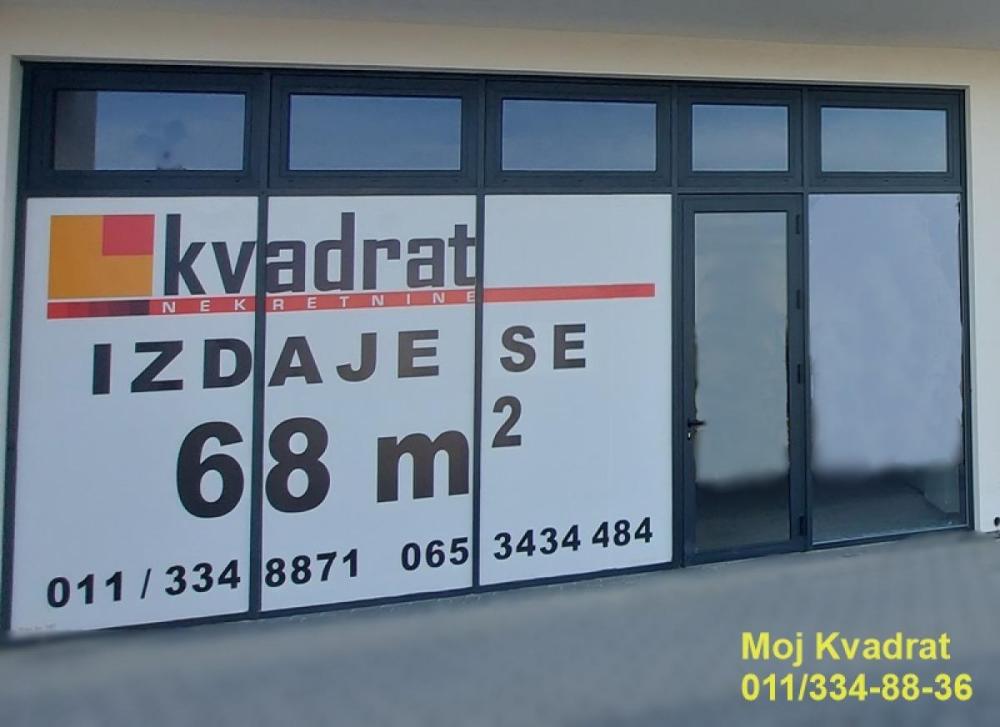 kvadrat
NEKRETNINE
IZDAJE SE
68 m²
011 / 334 8871 065 3434 484
Moj Kvadrat
011/334-88-36